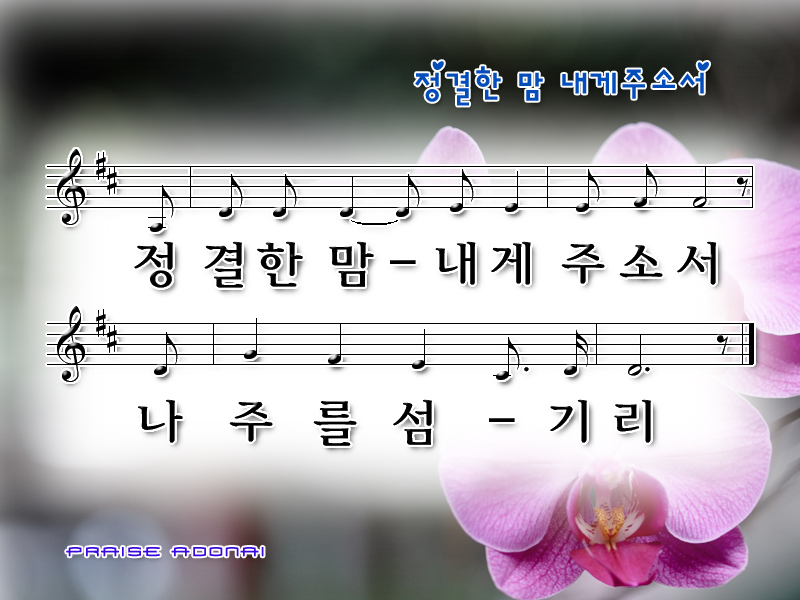 정결한 맘 내게주소서
정 결한 맘 - 내게 주소서
나 주 를 섬 - 기 리
PRAISE ADONAI